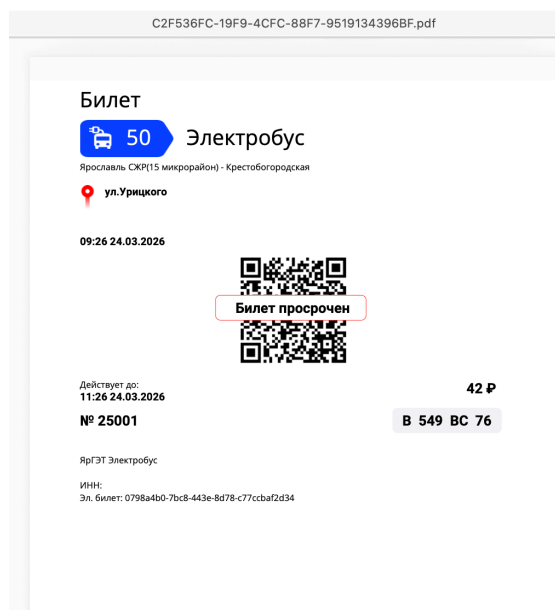 C2F536FC-19F9-4CFC-88F7-9519134396BF.pdf
Билет
50 Электробус
Ярославль СЖР(15 микрорайон) - Крестобогородская
ул.Урицкого
09:26 24.03.2026
Билет просрочен
Действует до:
11:26 24.03.2026
42 ₽
№ 25001
В 549 ВС 76
ЯрГЭТ Электробус
ИНН:
Эл. билет: 0798a4b0-7bc8-443e-8d78-c77ccbaf2d34